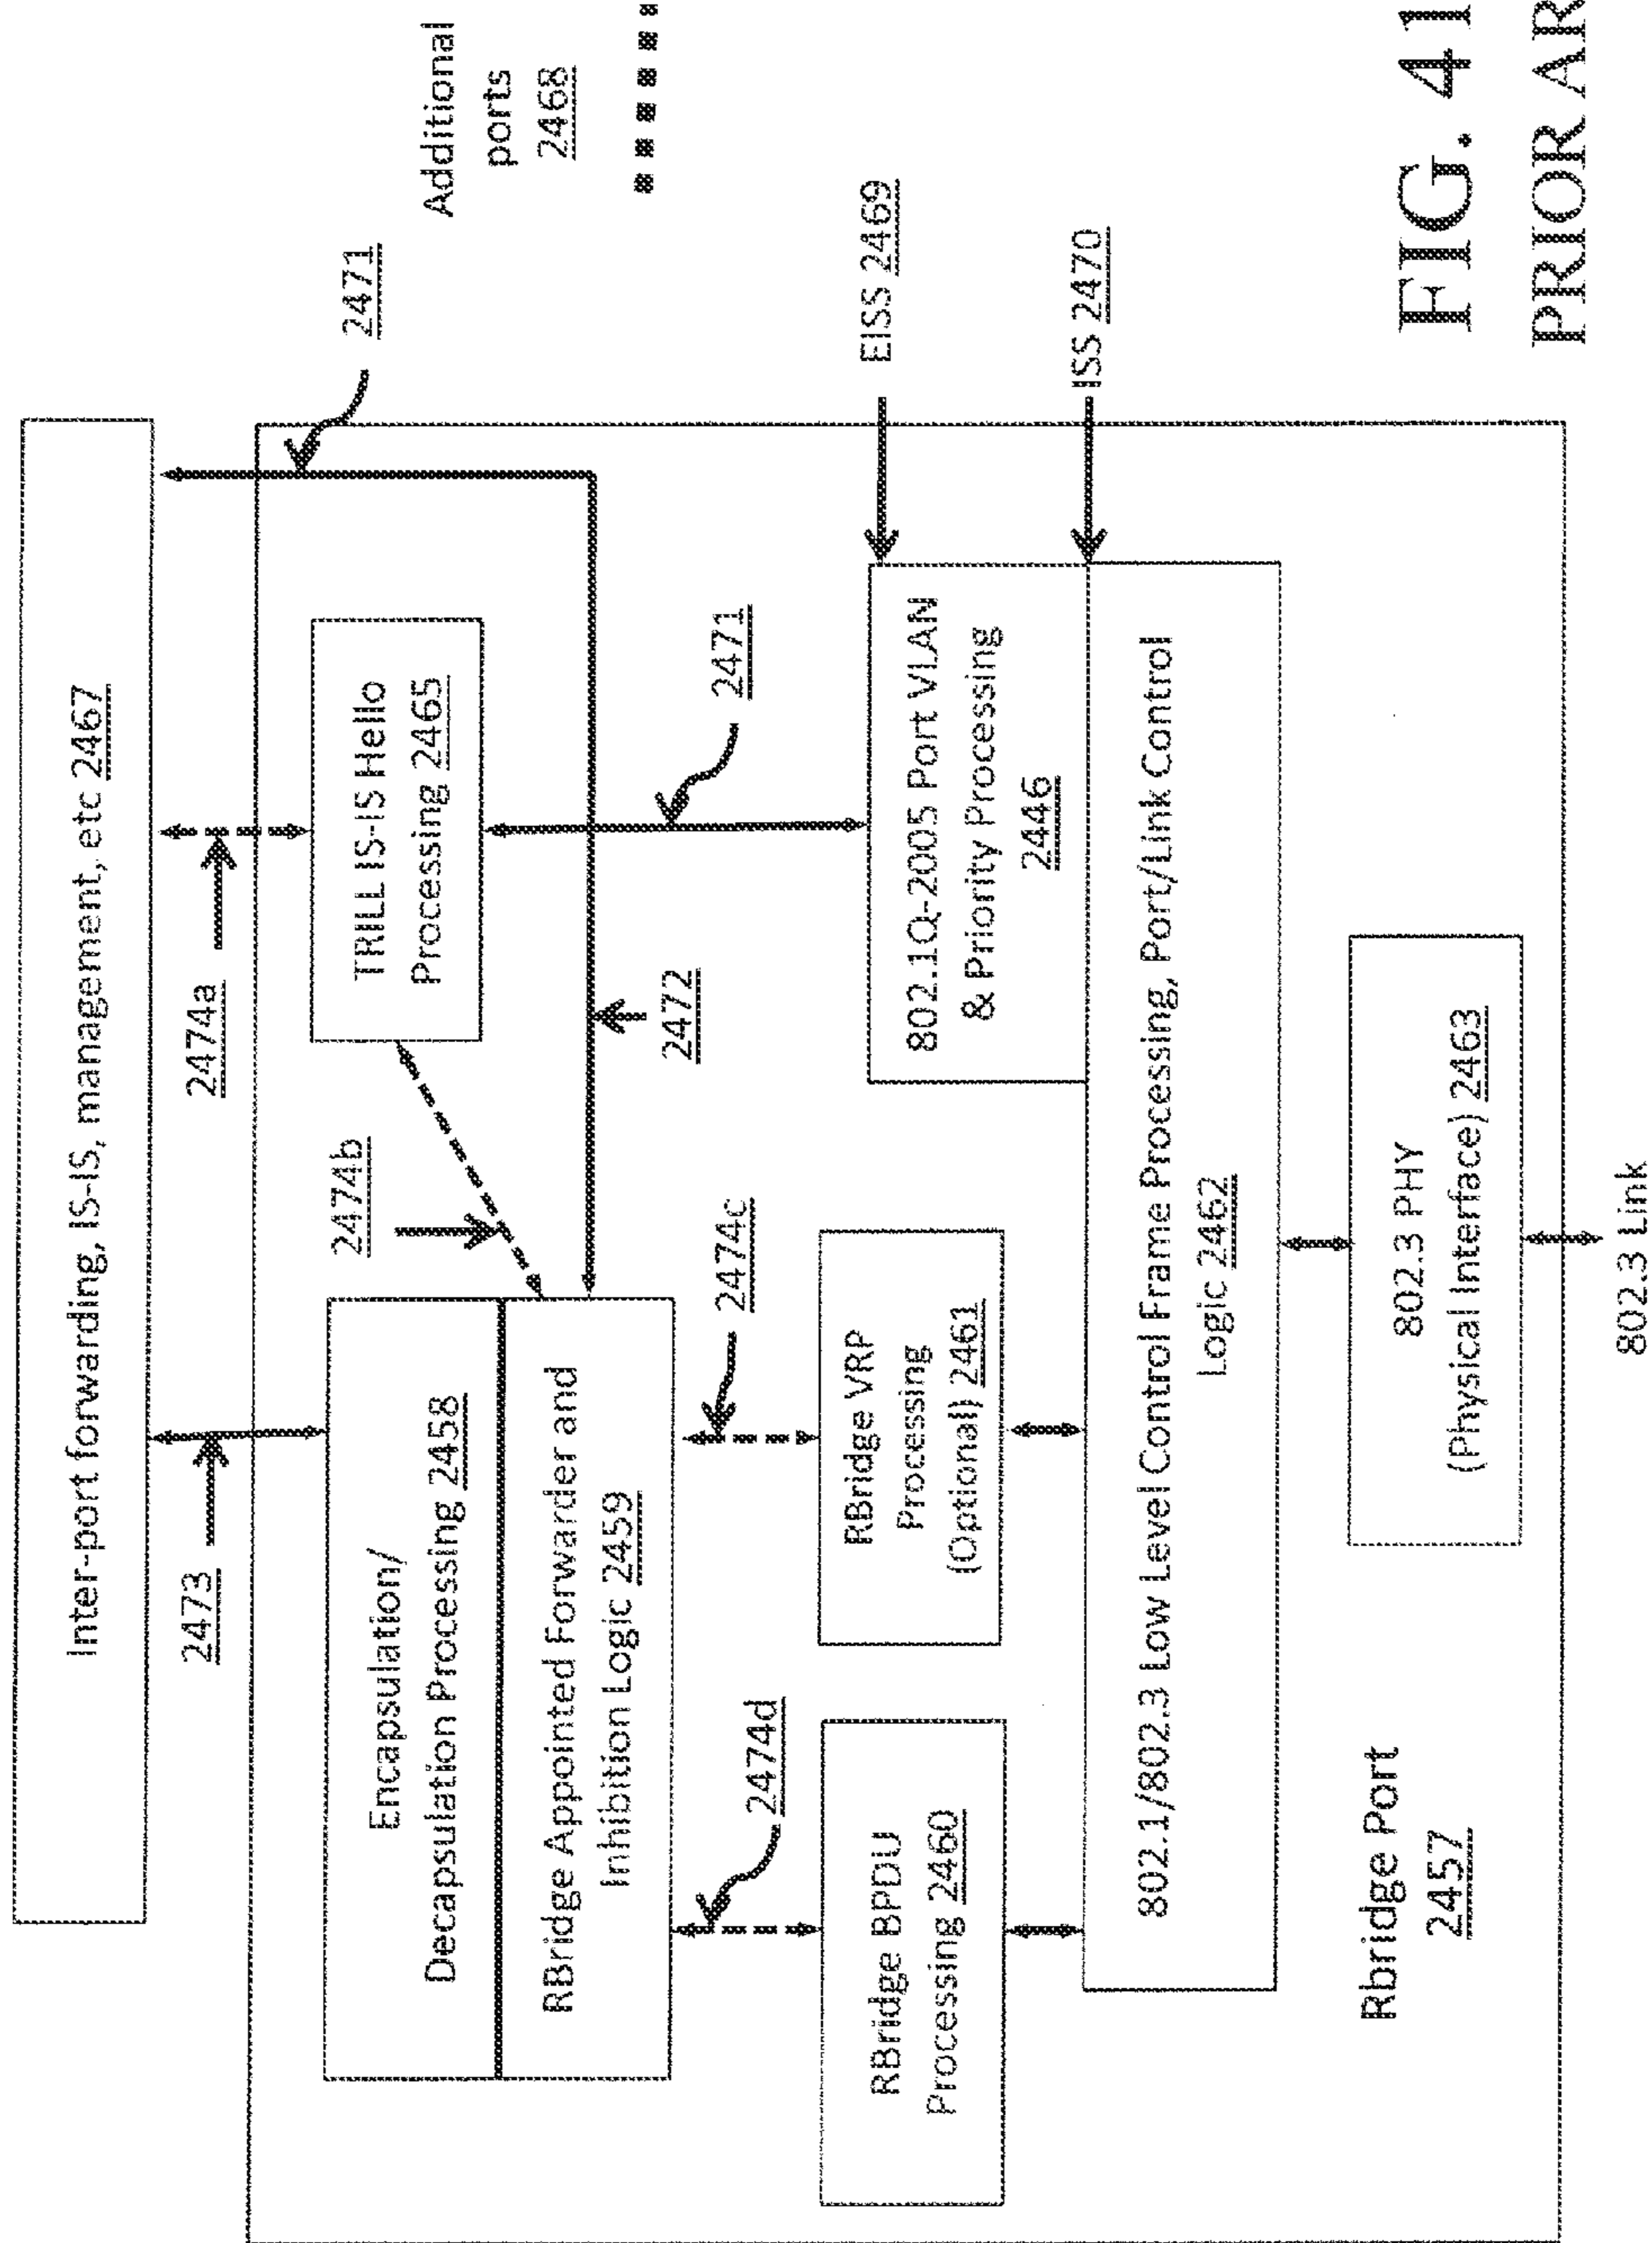 Inter-port forwarding, IS-IS, management, etc 2467
2473
2474a
2471
Additional
ports
2468
Encapsulation/
Decapsulation Processing 2458
RBridge Appointed Forwarder and
Inhibition Logic 2459
2474b
TRILL IS-IS Hello
Processing 2465
2472
2471
2474d
2474c
EISS 2469
ISS 2470
RBridge BPDU
Processing 2460
RBridge VRP
Processing
(Optional) 2461
802.1Q-2005 Port VLAN
& Priority Processing
2446
802.1/802.3 Low Level Control Frame Processing, Port/Link Control
Logic 2462
Rbridge Port
2457
802.3 PHY
(Physical Interface) 2463
802.3 Link
FIG. 41
PRIOR AR